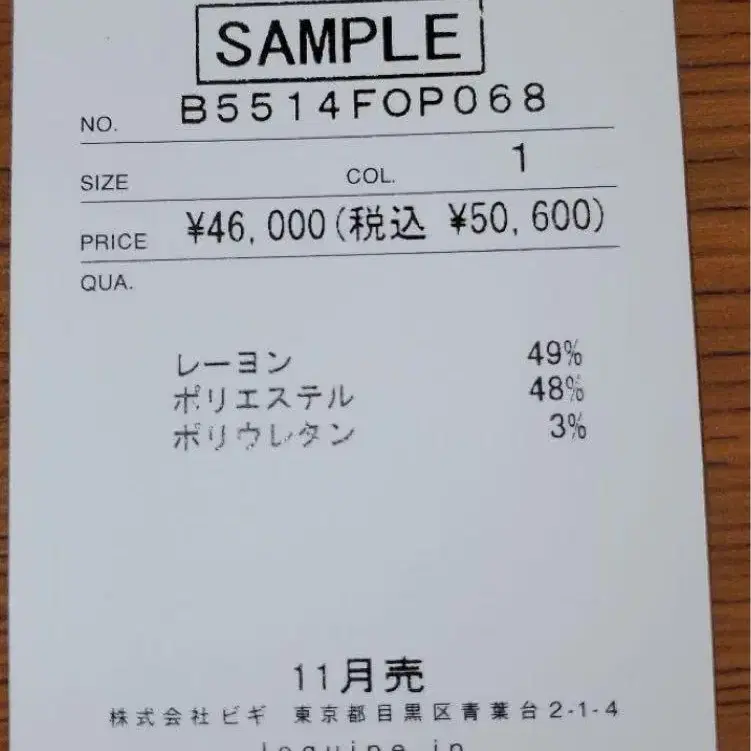 SAMPLE
NO. B5514FOP068
SIZE COL. 1
PRICE ¥46,000(税込 ¥50,600)
QUA.
レーヨン 49%
ポリエステル 48%
ポリウレタン 3%
11月売
株式会社ビギ 東京都目黒区青葉台2-1-4